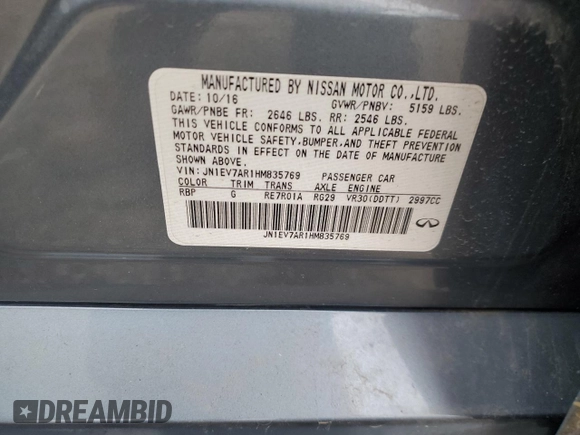 MANUFACTURED BY NISSAN MOTOR CO.,LTD.
DATE: 10/16 GVWR/PNBV: 5159 LBS.
GAWR/PNBE FR: 2646 LBS. RR: 2546 LBS.
THIS VEHICLE CONFORMS TO ALL APPLICABLE FEDERAL
MOTOR VEHICLE SAFETY, BUMPER, AND THEFT PREVENTION
STANDARDS IN EFFECT ON THE DATE OF MANUFACTURE
SHOWN ABOVE.
VIN: JN1EV7AR1HM835769 PASSENGER CAR
COLOR TRIM TRANS AXLE ENGINE
RBP G RE7R01A RG29 VR30(DDTT) 2997CC
JN1EV7AR1HM835769
DREAMBID